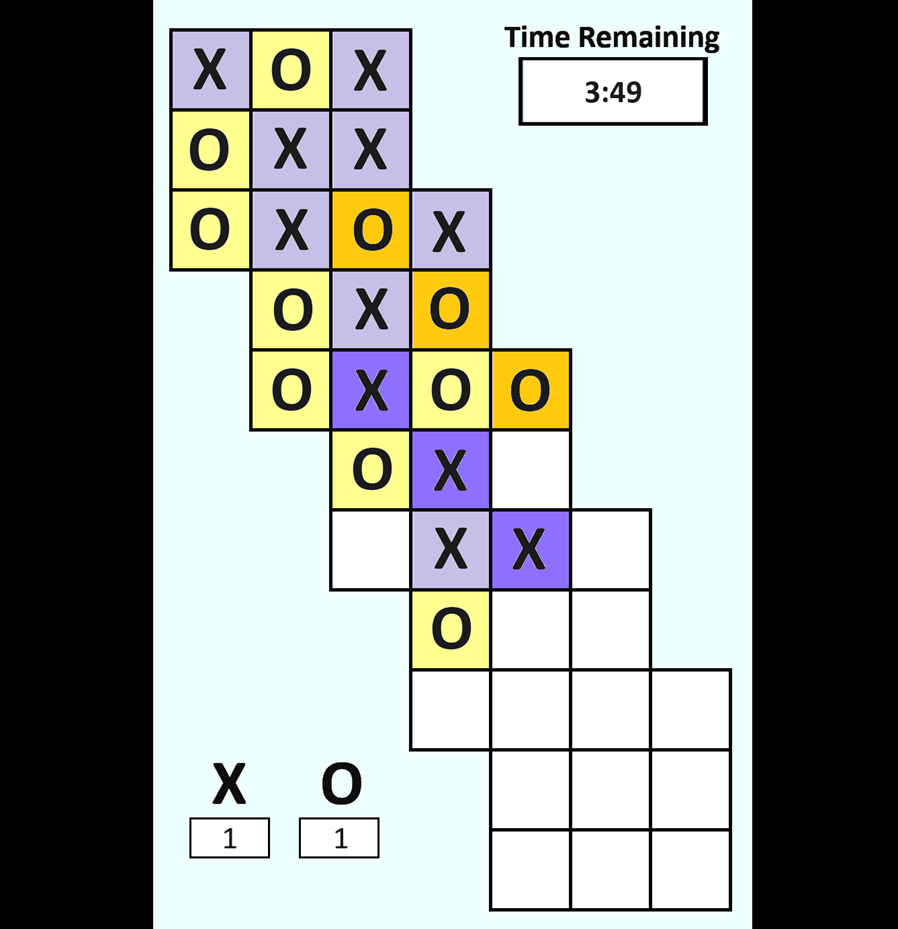 X O X
Time Remaining
3:49
O X X
O X O X
O X O
O X O O
O X
X X
O
X O
1 1